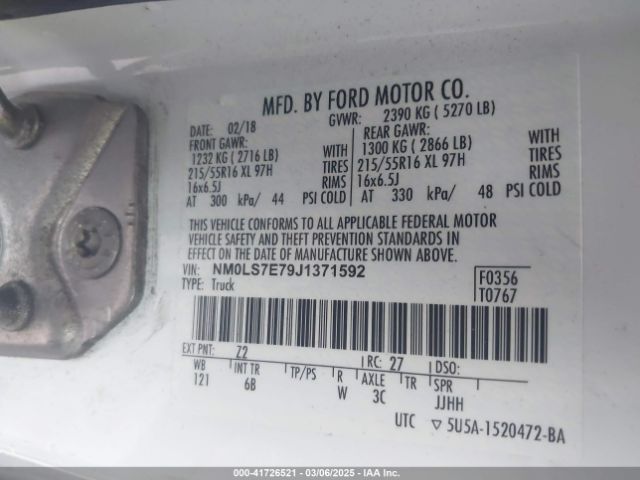 MFD. BY FORD MOTOR CO.
DATE: 02/18 GVWR: 2390 KG ( 5270 LB)
FRONT GAWR: REAR GAWR:
1232 KG ( 2716 LB) WITH 1300 KG ( 2866 LB) WITH
215/55R16 XL 97H TIRES 215/55R16 XL 97H TIRES
16x6.5J RIMS 16x6.5J RIMS
AT 300 kPa/ 44 PSI COLD AT 330 kPa/ 48 PSI COLD
THIS VEHICLE CONFORMS TO ALL APPLICABLE FEDERAL MOTOR
VEHICLE SAFETY AND THEFT PREVENTION STANDARDS IN
EFFECT ON THE DATE OF MANUFACTURE SHOWN ABOVE.
VIN: NM0LS7E79J1371592
TYPE: Truck
F0356
T0767
EXT PNT: Z2 RC: 27 DSO:
WB INT TR TP/PS R AXLE TR SPR
121 6B W 3C JJHH
UTC ▽ 5U5A-1520472-BA
000-41726521 - 03/06/2025 - IAA Inc.